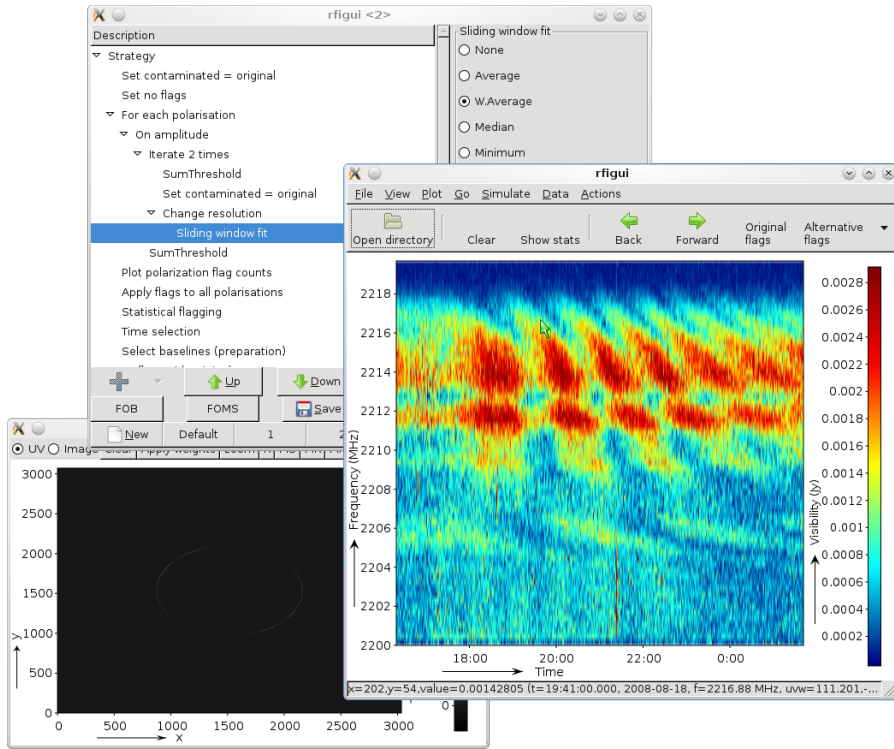 rfigui <2>
Description
Strategy
Set contaminated = original
Set no flags
For each polarisation
On amplitude
Iterate 2 times
SumThreshold
Set contaminated = original
Change resolution
Sliding window fit
SumThreshold
Plot polarization flag counts
Apply flags to all polarisations
Statistical flagging
Time selection
Select baselines (preparation)
Up
Down
FOB
FOMS
Save
New
Default
1
2
Sliding window fit
None
Average
W.Average
Median
Minimum
rfigui
File View Plot Go Simulate Data Actions
Open directory
Clear
Show stats
Back
Forward
Original flags
Alternative flags
2218
2216
2214
2212
2210
2208
2206
2204
2202
2200
Frequency (MHz)
18:00 20:00 22:00 0:00
Time
0.0028
0.0026
0.0024
0.0022
0.002
0.0018
0.0016
0.0014
0.0012
0.001
0.0008
0.0006
0.0004
0.0002
Visibility (Jy)
x=202,y=54,value=0.00142805 (t=19:41:00.000, 2008-08-18, f=2216.88 MHz, uvw=111.201,-...
UV Image
3000
2500
2000
1500
1000
500
0
y
0 500 1000 1500 2000 2500 3000
x
0